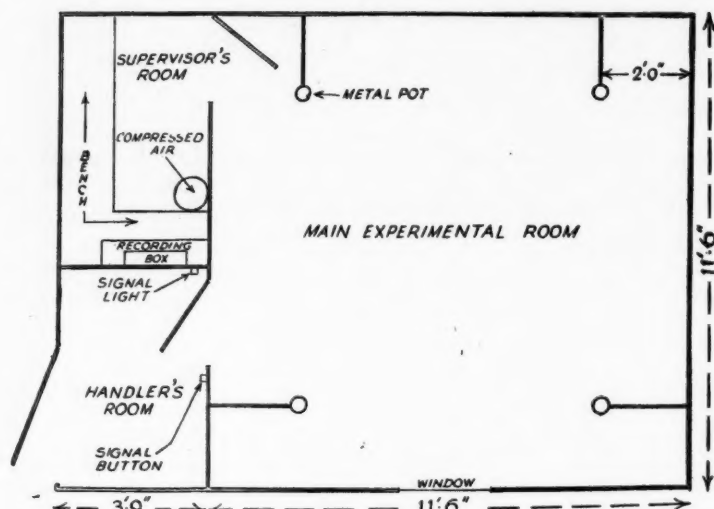 SUPERVISOR'S
ROOM
METAL POT
2'0"
COMPRESSED
AIR
BENCH
MAIN EXPERIMENTAL ROOM
11'6"
RECORDING
BOX
SIGNAL
LIGHT
HANDLER'S
ROOM
SIGNAL
BUTTON
WINDOW
3'9"
11'6"